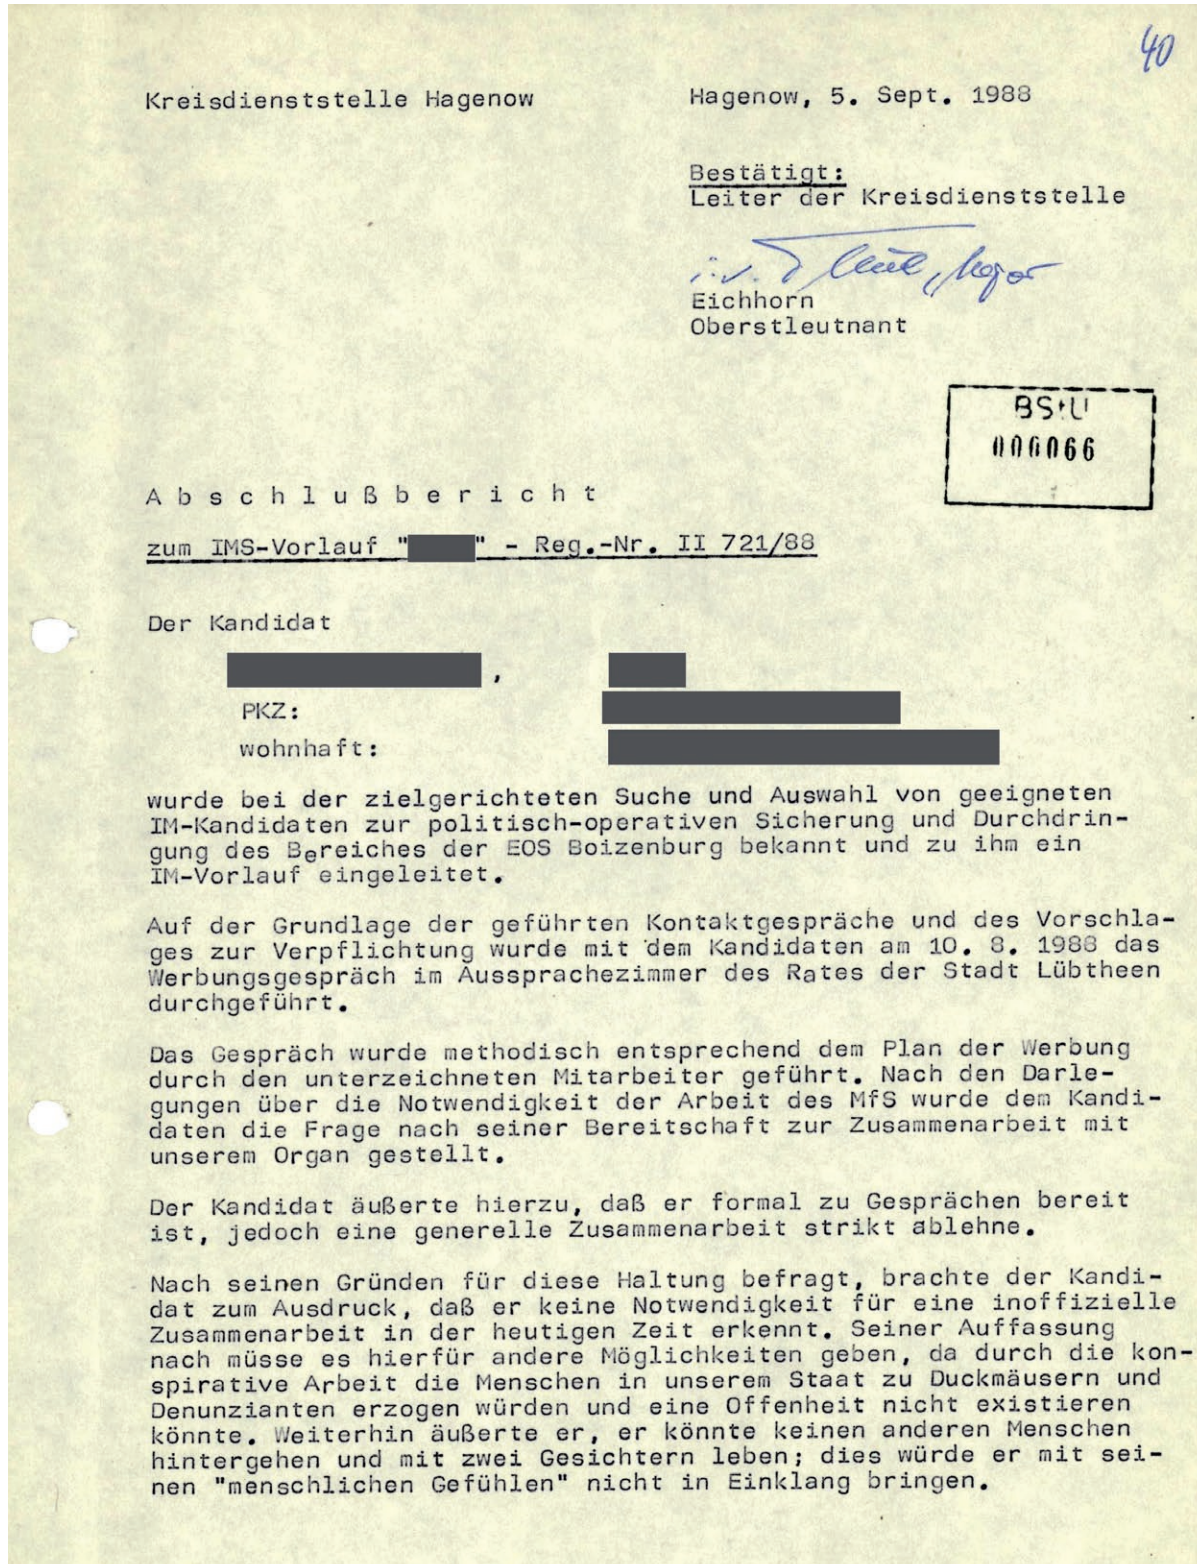 40
Kreisdienststelle Hagenow
Hagenow, 5. Sept. 1988
Bestätigt:
Leiter der Kreisdienststelle
i.V.
Eichhorn
Oberstleutnant
BStU
000066
A b s c h l u ß b e r i c h t
zum IMS-Vorlauf "" - Reg.-Nr. II 721/88
Der Kandidat
,
PKZ:
wohnhaft:
wurde bei der zielgerichteten Suche und Auswahl von geeigneten
IM-Kandidaten zur politisch-operativen Sicherung und Durchdrin-
gung des Bereiches der EOS Boizenburg bekannt und zu ihm ein
IM-Vorlauf eingeleitet.
Auf der Grundlage der geführten Kontaktgespräche und des Vorschla-
ges zur Verpflichtung wurde mit dem Kandidaten am 10. 8. 1988 das
Werbungsgespräch im Aussprachezimmer des Rates der Stadt Lübtheen
durchgeführt.
Das Gespräch wurde methodisch entsprechend dem Plan der Werbung
durch den unterzeichneten Mitarbeiter geführt. Nach den Darle-
gungen über die Notwendigkeit der Arbeit des MfS wurde dem Kandi-
daten die Frage nach seiner Bereitschaft zur Zusammenarbeit mit
unserem Organ gestellt.
Der Kandidat äußerte hierzu, daß er formal zu Gesprächen bereit
ist, jedoch eine generelle Zusammenarbeit strikt ablehne.
Nach seinen Gründen für diese Haltung befragt, brachte der Kandi-
dat zum Ausdruck, daß er keine Notwendigkeit für eine inoffizielle
Zusammenarbeit in der heutigen Zeit erkennt. Seiner Auffassung
nach müsse es hierfür andere Möglichkeiten geben, da durch die kon-
spirative Arbeit die Menschen in unserem Staat zu Duckmäusern und
Denunzianten erzogen würden und eine Offenheit nicht existieren
könnte. Weiterhin äußerte er, er könnte keinen anderen Menschen
hintergehen und mit zwei Gesichtern leben; dies würde er mit sei-
nen "menschlichen Gefühlen" nicht in Einklang bringen.